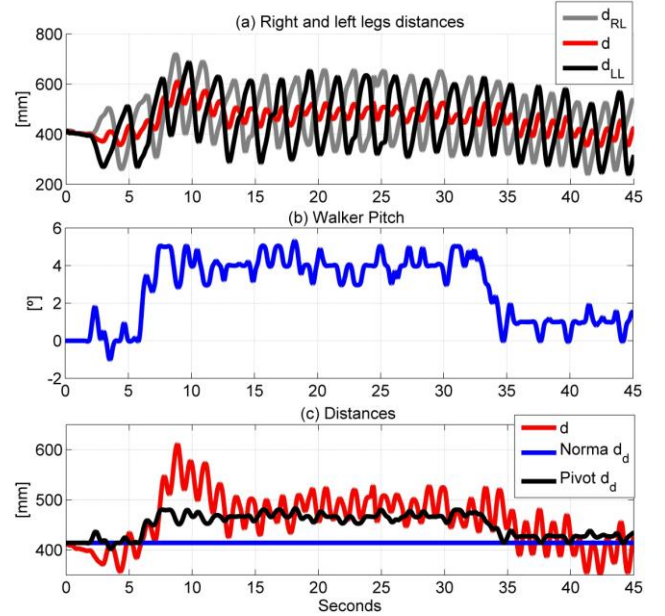 (a) Right and left legs distances
d_RL
d
d_LL
[mm]
800
600
400
200
0 5 10 15 20 25 30 35 40 45
(b) Walker Pitch
[º]
6
4
2
0
-2
0 5 10 15 20 25 30 35 40 45
(c) Distances
d
Norma d_d
Pivot d_d
[mm]
600
500
400
0 5 10 15 20 25 30 35 40 45
Seconds